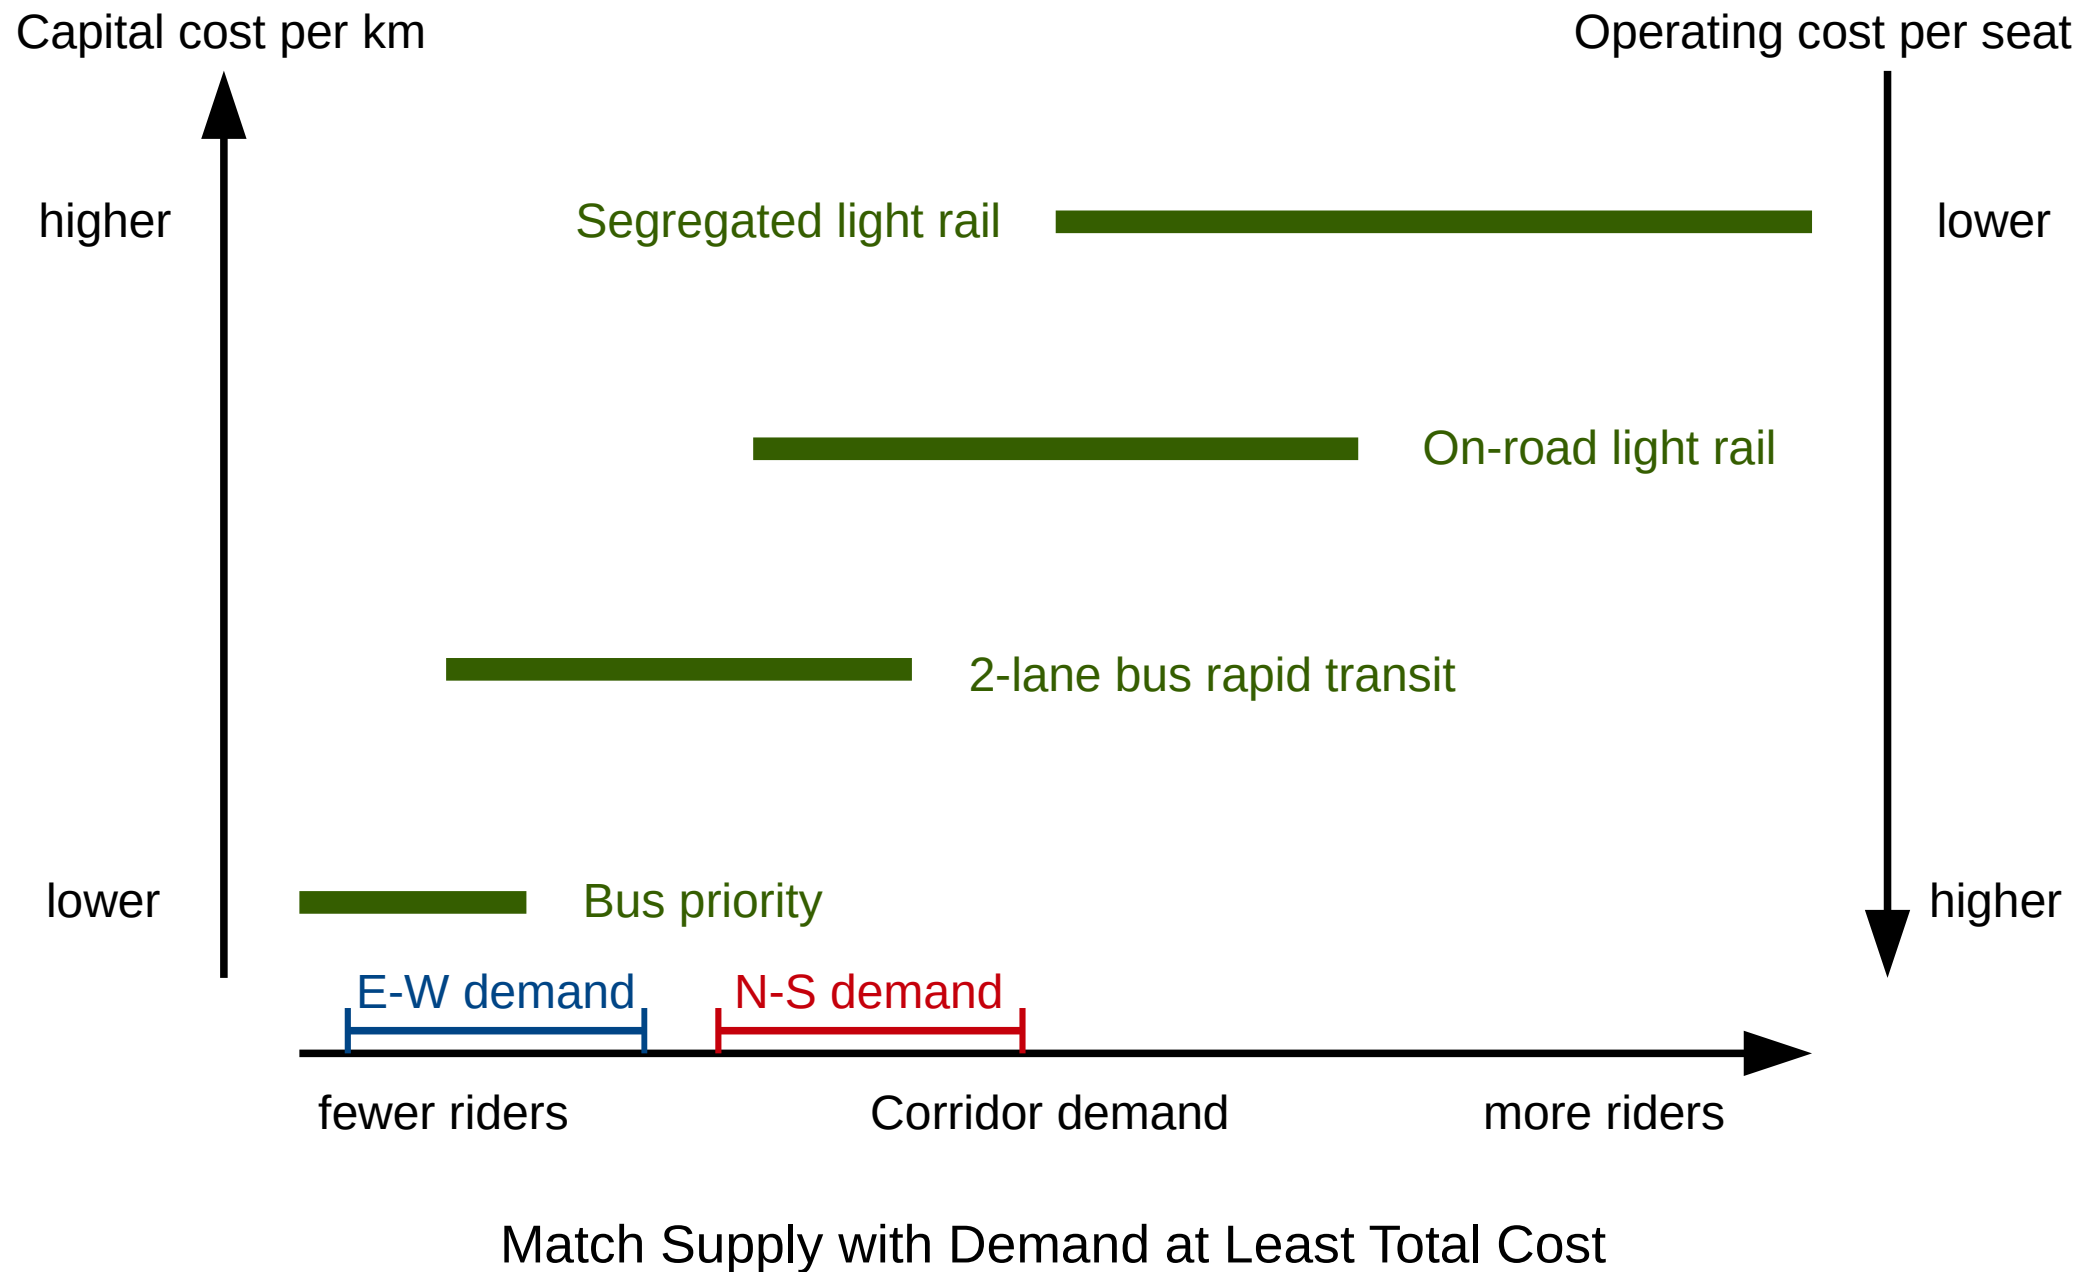 Capital cost per km
Operating cost per seat
higher
Segregated light rail
lower
On-road light rail
2-lane bus rapid transit
lower
Bus priority
higher
E-W demand
N-S demand
fewer riders
Corridor demand
more riders
Match Supply with Demand at Least Total Cost